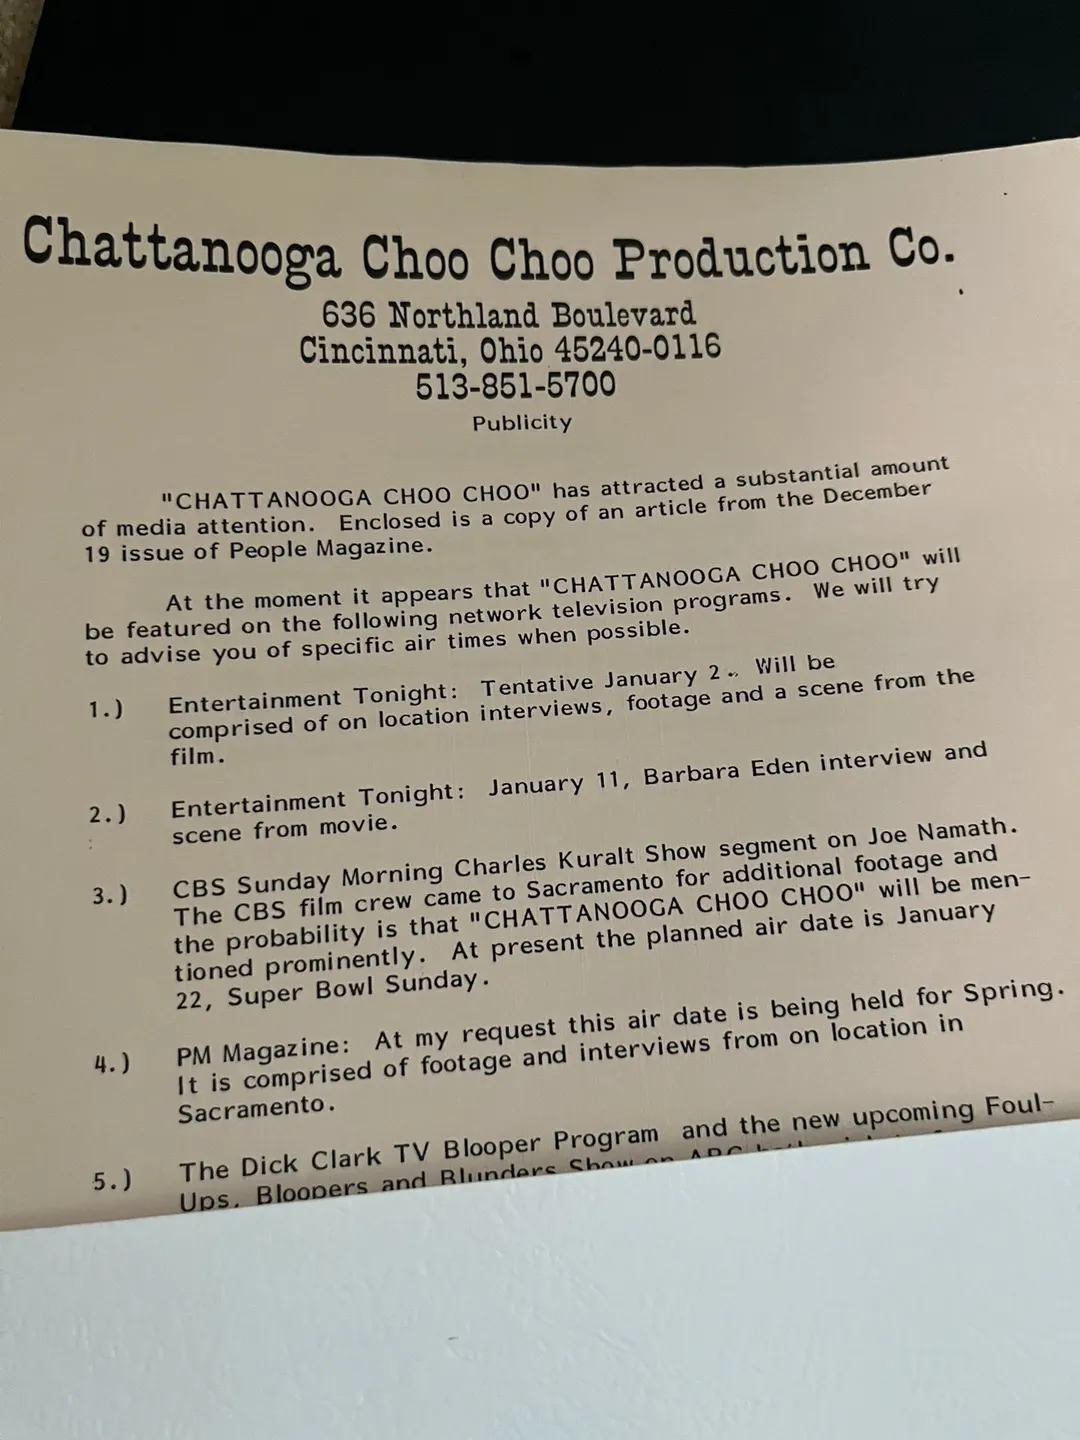 Chattanooga Choo Choo Production Co.
636 Northland Boulevard
Cincinnati, Ohio 45240-0116
513-851-5700
Publicity
"CHATTANOOGA CHOO CHOO" has attracted a substantial amount
of media attention. Enclosed is a copy of an article from the December
19 issue of People Magazine.
At the moment it appears that "CHATTANOOGA CHOO CHOO" will
be featured on the following network television programs. We will try
to advise you of specific air times when possible.
1.) Entertainment Tonight: Tentative January 2. Will be
comprised of on location interviews, footage and a scene from the
film.
2.) Entertainment Tonight: January 11, Barbara Eden interview and
scene from movie.
3.) CBS Sunday Morning Charles Kuralt Show segment on Joe Namath.
The CBS film crew came to Sacramento for additional footage and
the probability is that "CHATTANOOGA CHOO CHOO" will be men-
tioned prominently. At present the planned air date is January
22, Super Bowl Sunday.
4.) PM Magazine: At my request this air date is being held for Spring.
It is comprised of footage and interviews from on location in
Sacramento.
5.) The Dick Clark TV Blooper Program and the new upcoming Foul-
Ups, Bloopers and Blunders Show on ABC